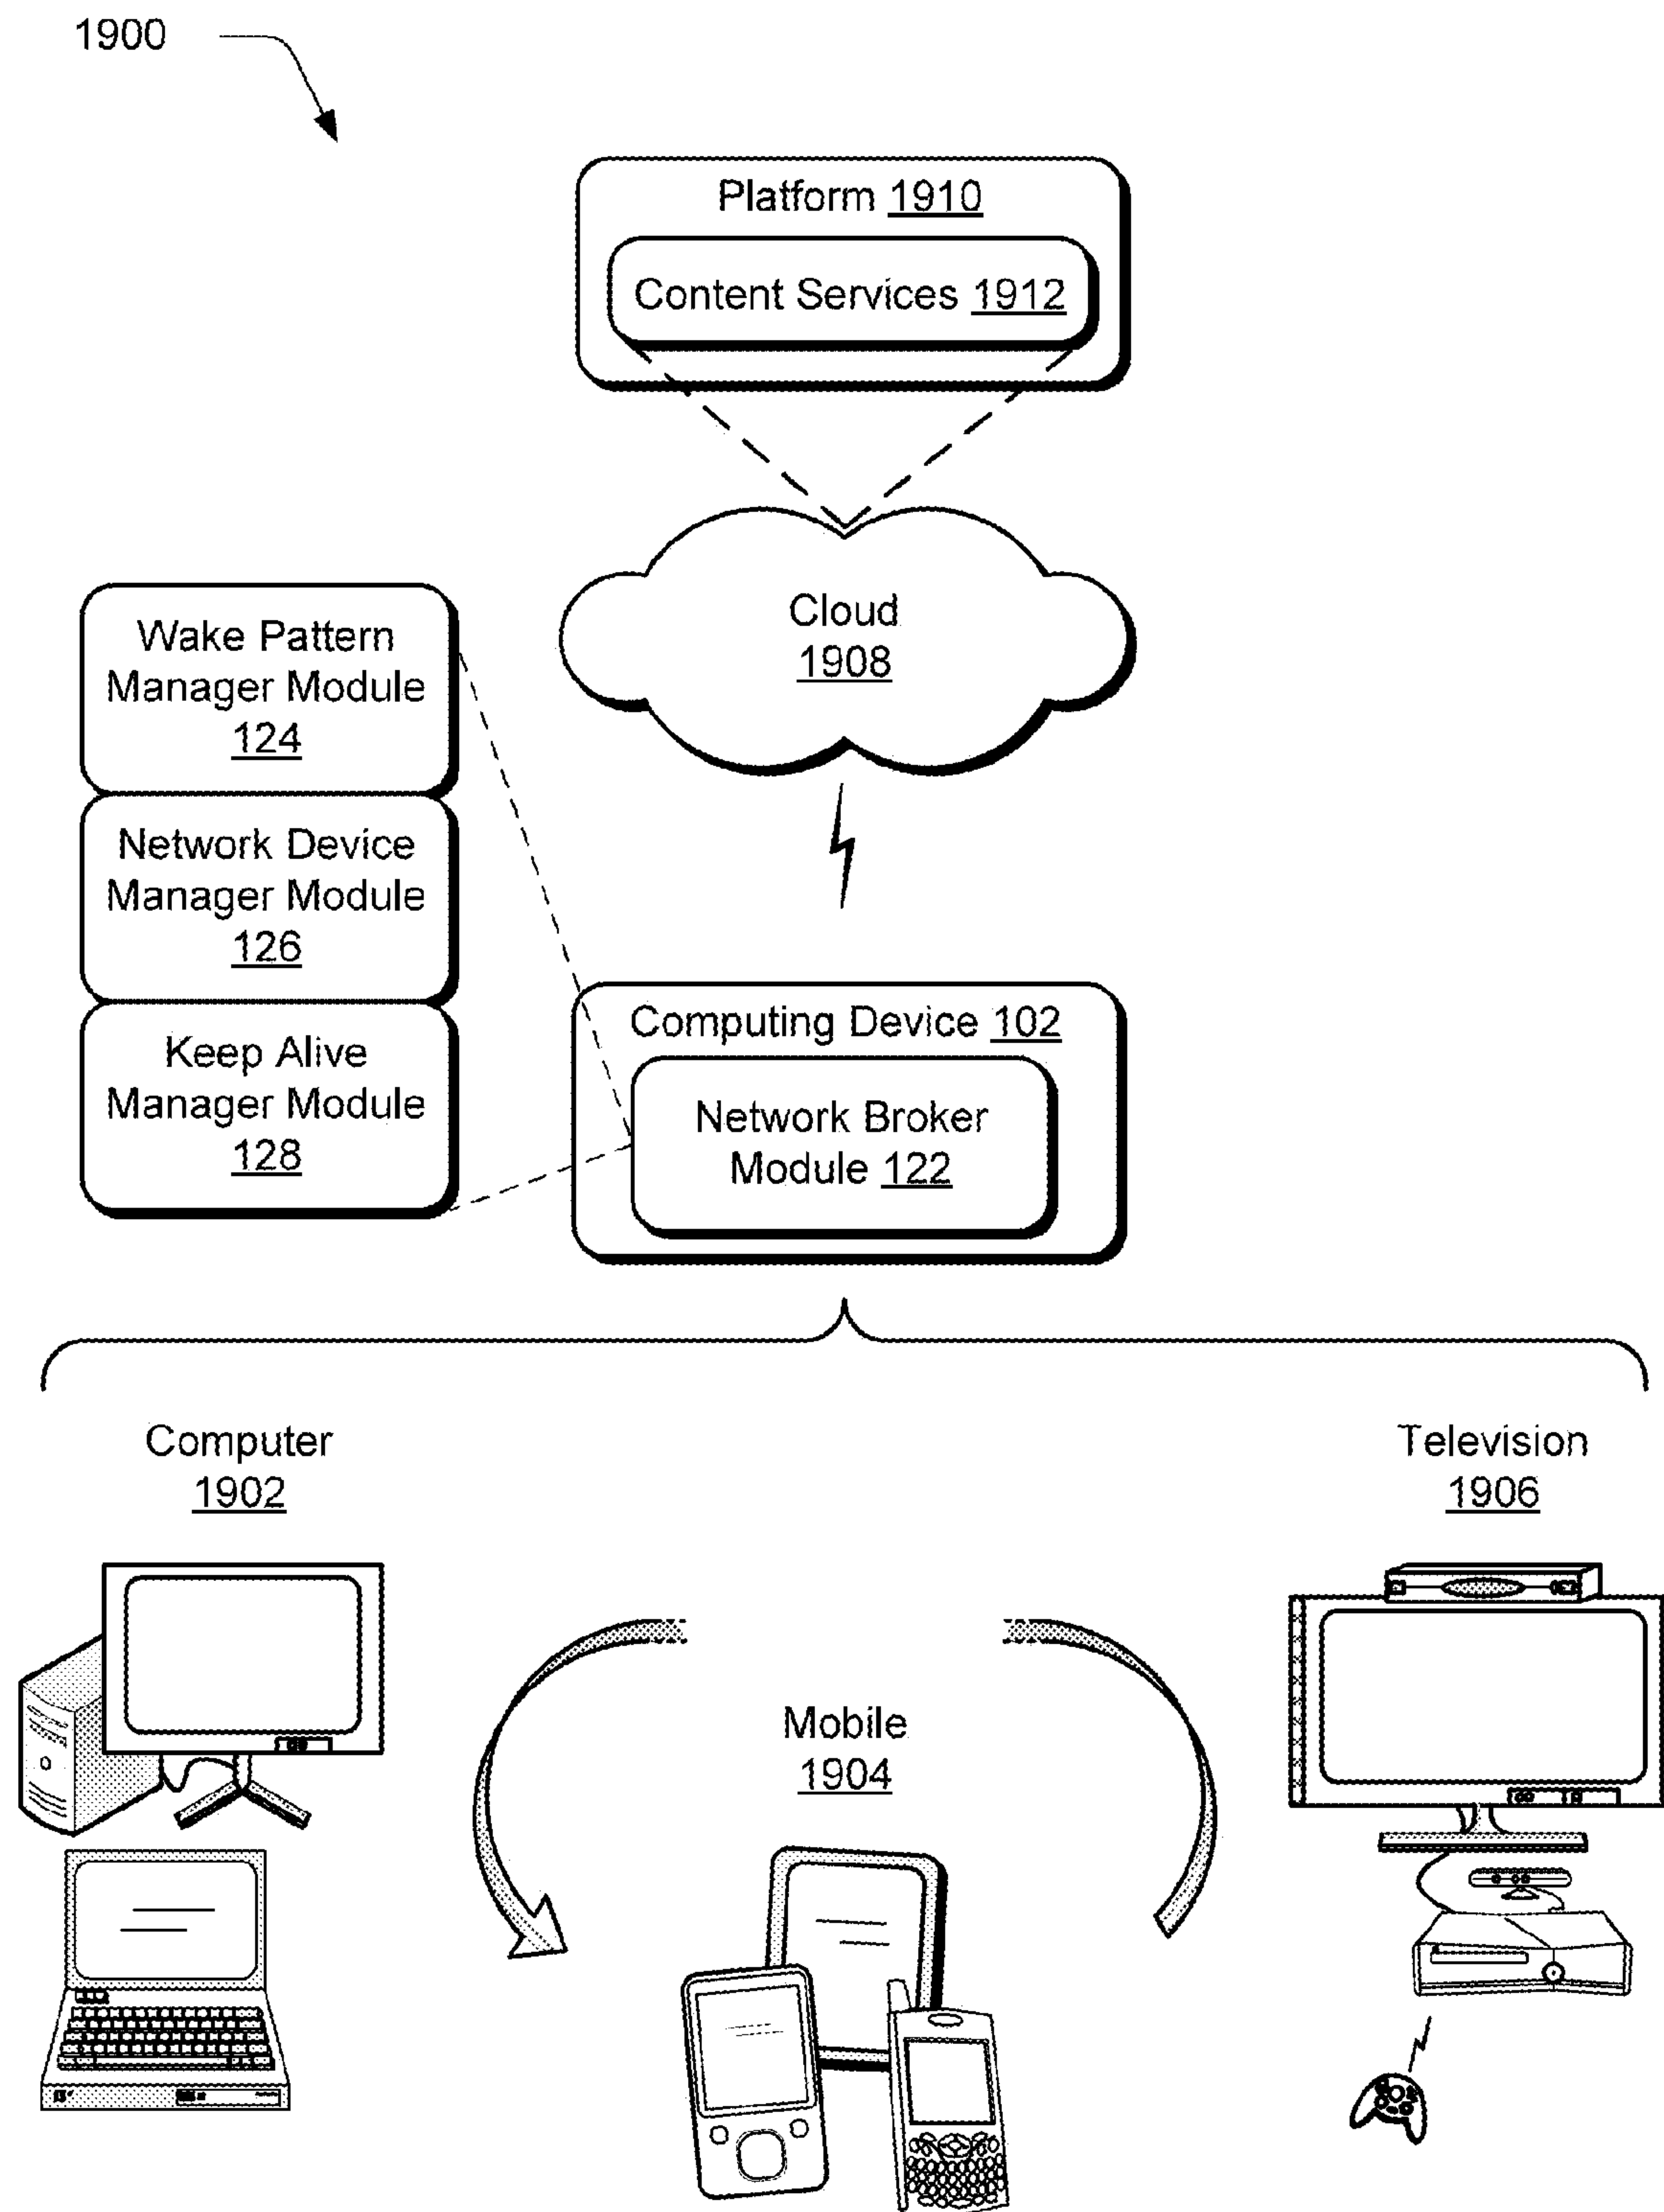 1900
Platform 1910
Content Services 1912
Cloud
1908
Wake Pattern
Manager Module
124
Network Device
Manager Module
126
Keep Alive
Manager Module
128
Computing Device 102
Network Broker
Module 122
Computer
1902
Television
1906
Mobile
1904